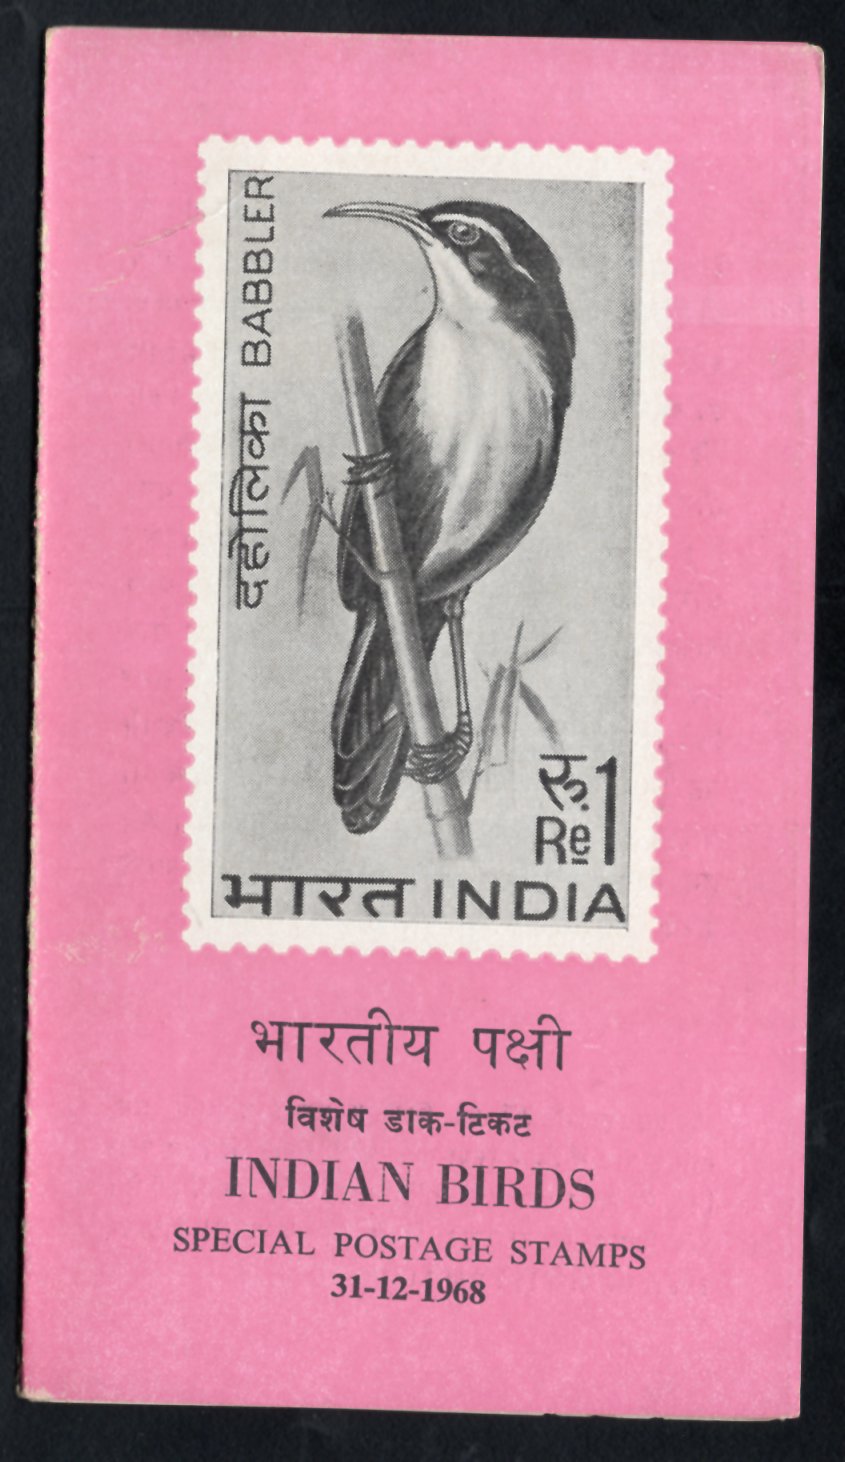 दहोलिका BABBLER
रु.1
Re
भारत INDIA
भारतीय पक्षी
विशेष डाक-टिकट
INDIAN BIRDS
SPECIAL POSTAGE STAMPS
31-12-1968